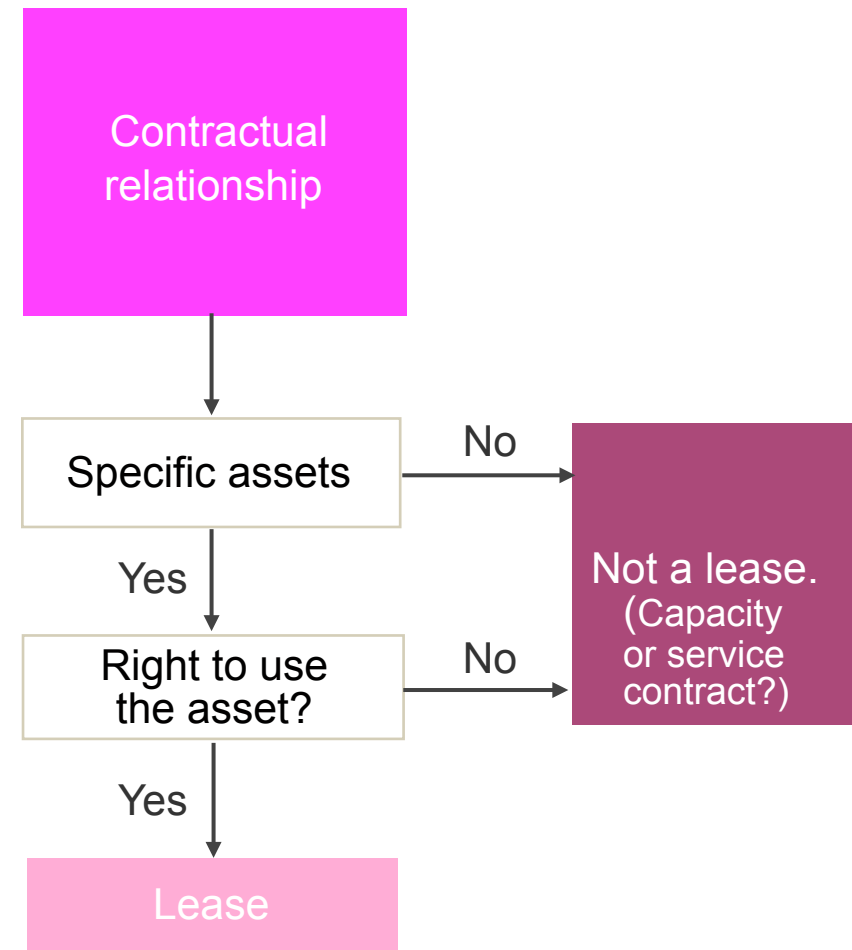 Contractual
relationship
Specific assets
No
Yes
Not a lease.
(Capacity
or service
contract?)
Right to use
the asset?
No
Yes
Lease